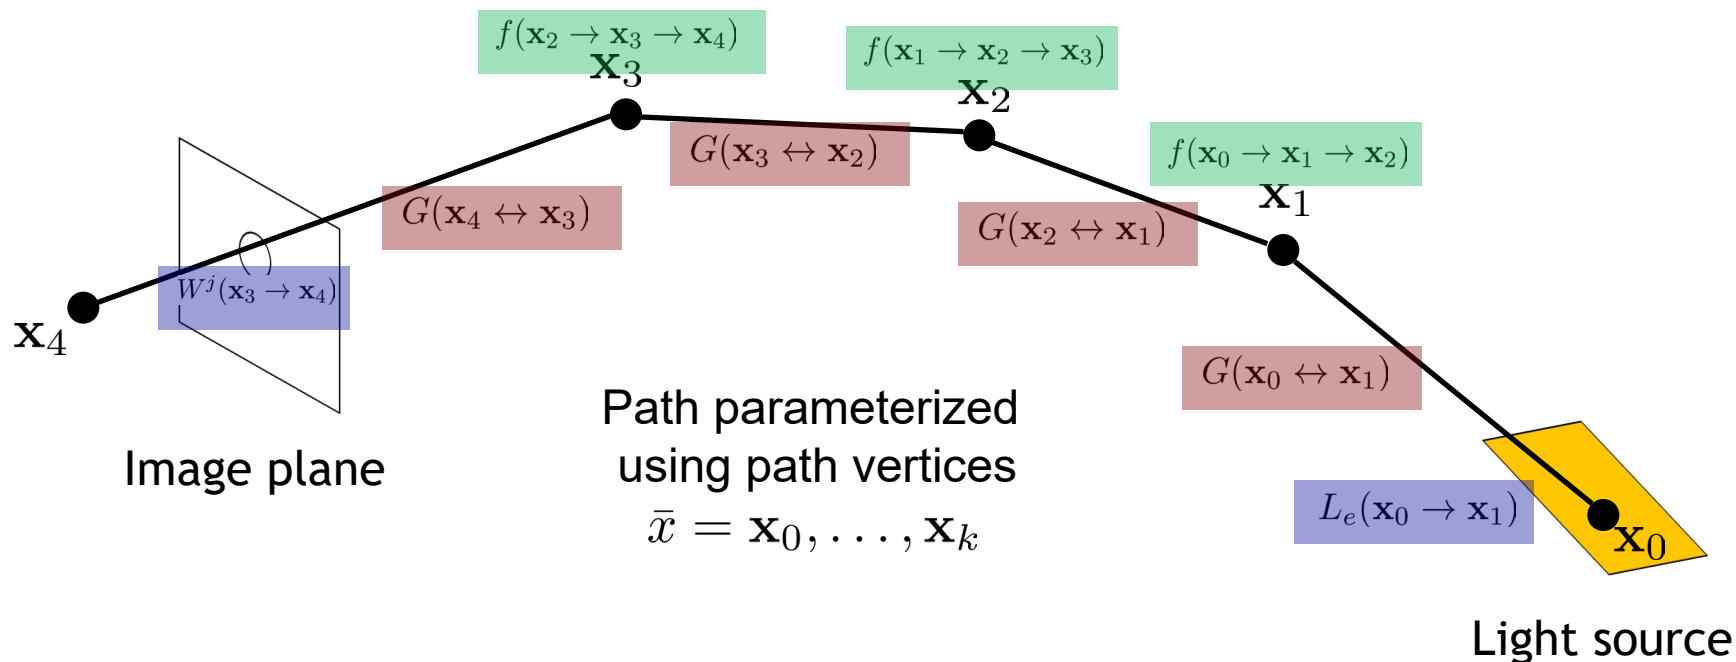 f(x₂ → x₃ → x₄)
x₃
f(x₁ → x₂ → x₃)
x₂
G(x₃ ↔ x₂)
f(x₀ → x₁ → x₂)
x₁
G(x₄ ↔ x₃)
G(x₂ ↔ x₁)
Wʲ(x₃ → x₄)
x₄
G(x₀ ↔ x₁)
Path parameterized
using path vertices
x̄ = x₀, . . . , xₖ
Image plane
Lₑ(x₀ → x₁)
x₀
Light source